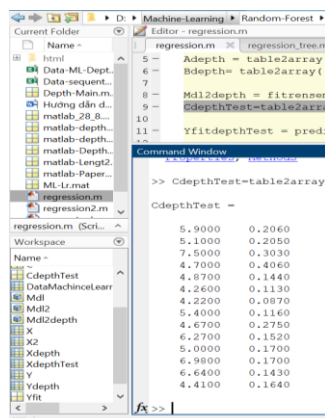 D: ▸ Machine-Learning ▸ Random-Forest ▸
Current Folder
Name
html
Data-ML-Dept...
Data-sequent...
Depth-Main.m
Hướng dẫn d...
matlab_28_8....
matlab-depth...
matlab-depth...
matlab-depth...
matlab-Lengt2.
matlab-Paper...
ML-Lr.mat
regression.m
regression2.m
regression.m (Scri...
Workspace
Name
CdepthTest
DataMachinceLearr
Mdl
Mdl2
Mdl2depth
X
X2
Xdepth
XdepthTest
Y
Ydepth
Yfit
Editor - regression.m
regression.m
regression_tree.m
5 - Adepth = table2array
6 - Bdepth= table2array(
7
8 - Mdl2depth = fitrensem
9 - CdepthTest=table2arra
10
11 - YfitdepthTest = predi
Command Window
Properties, Methods
>> CdepthTest=table2array
CdepthTest =
5.9000 0.2060
5.1000 0.2050
7.5000 0.3030
4.7000 0.4060
4.8700 0.1440
4.2600 0.1130
4.2200 0.0870
5.4000 0.1160
4.6700 0.2750
6.2700 0.1520
5.0000 0.1700
6.9800 0.1700
6.6400 0.1430
4.4100 0.1640
fx >>